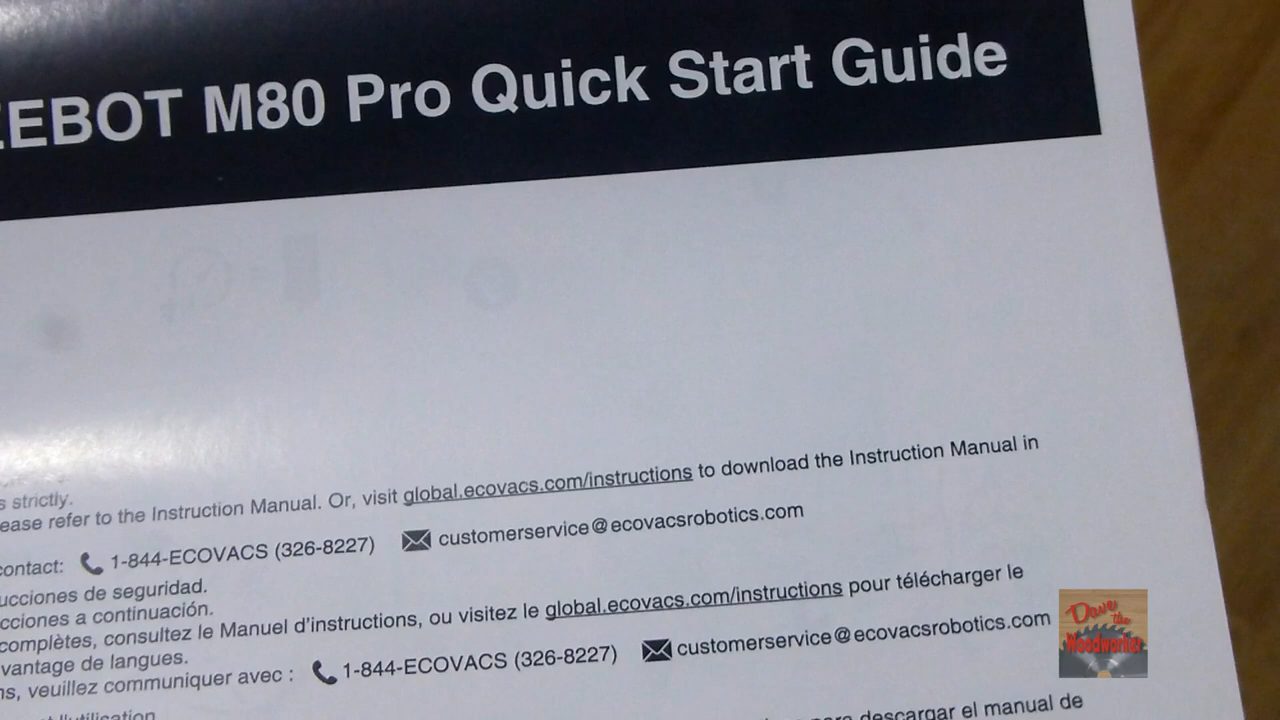 EEBOT M80 Pro Quick Start Guide
s strictly.
ease refer to the Instruction Manual. Or, visit global.ecovacs.com/instructions to download the Instruction Manual in
contact: 1-844-ECOVACS (326-8227) customerservice@ecovacsrobotics.com
ucciones de seguridad.
cciones a continuación.
complètes, consultez le Manuel d'instructions, ou visitez le global.ecovacs.com/instructions pour télécharger le
vantage de langues.
ns, veuillez communiquer avec : 1-844-ECOVACS (326-8227) customerservice@ecovacsrobotics.com
descargar el manual de
Dave the
Woodworker